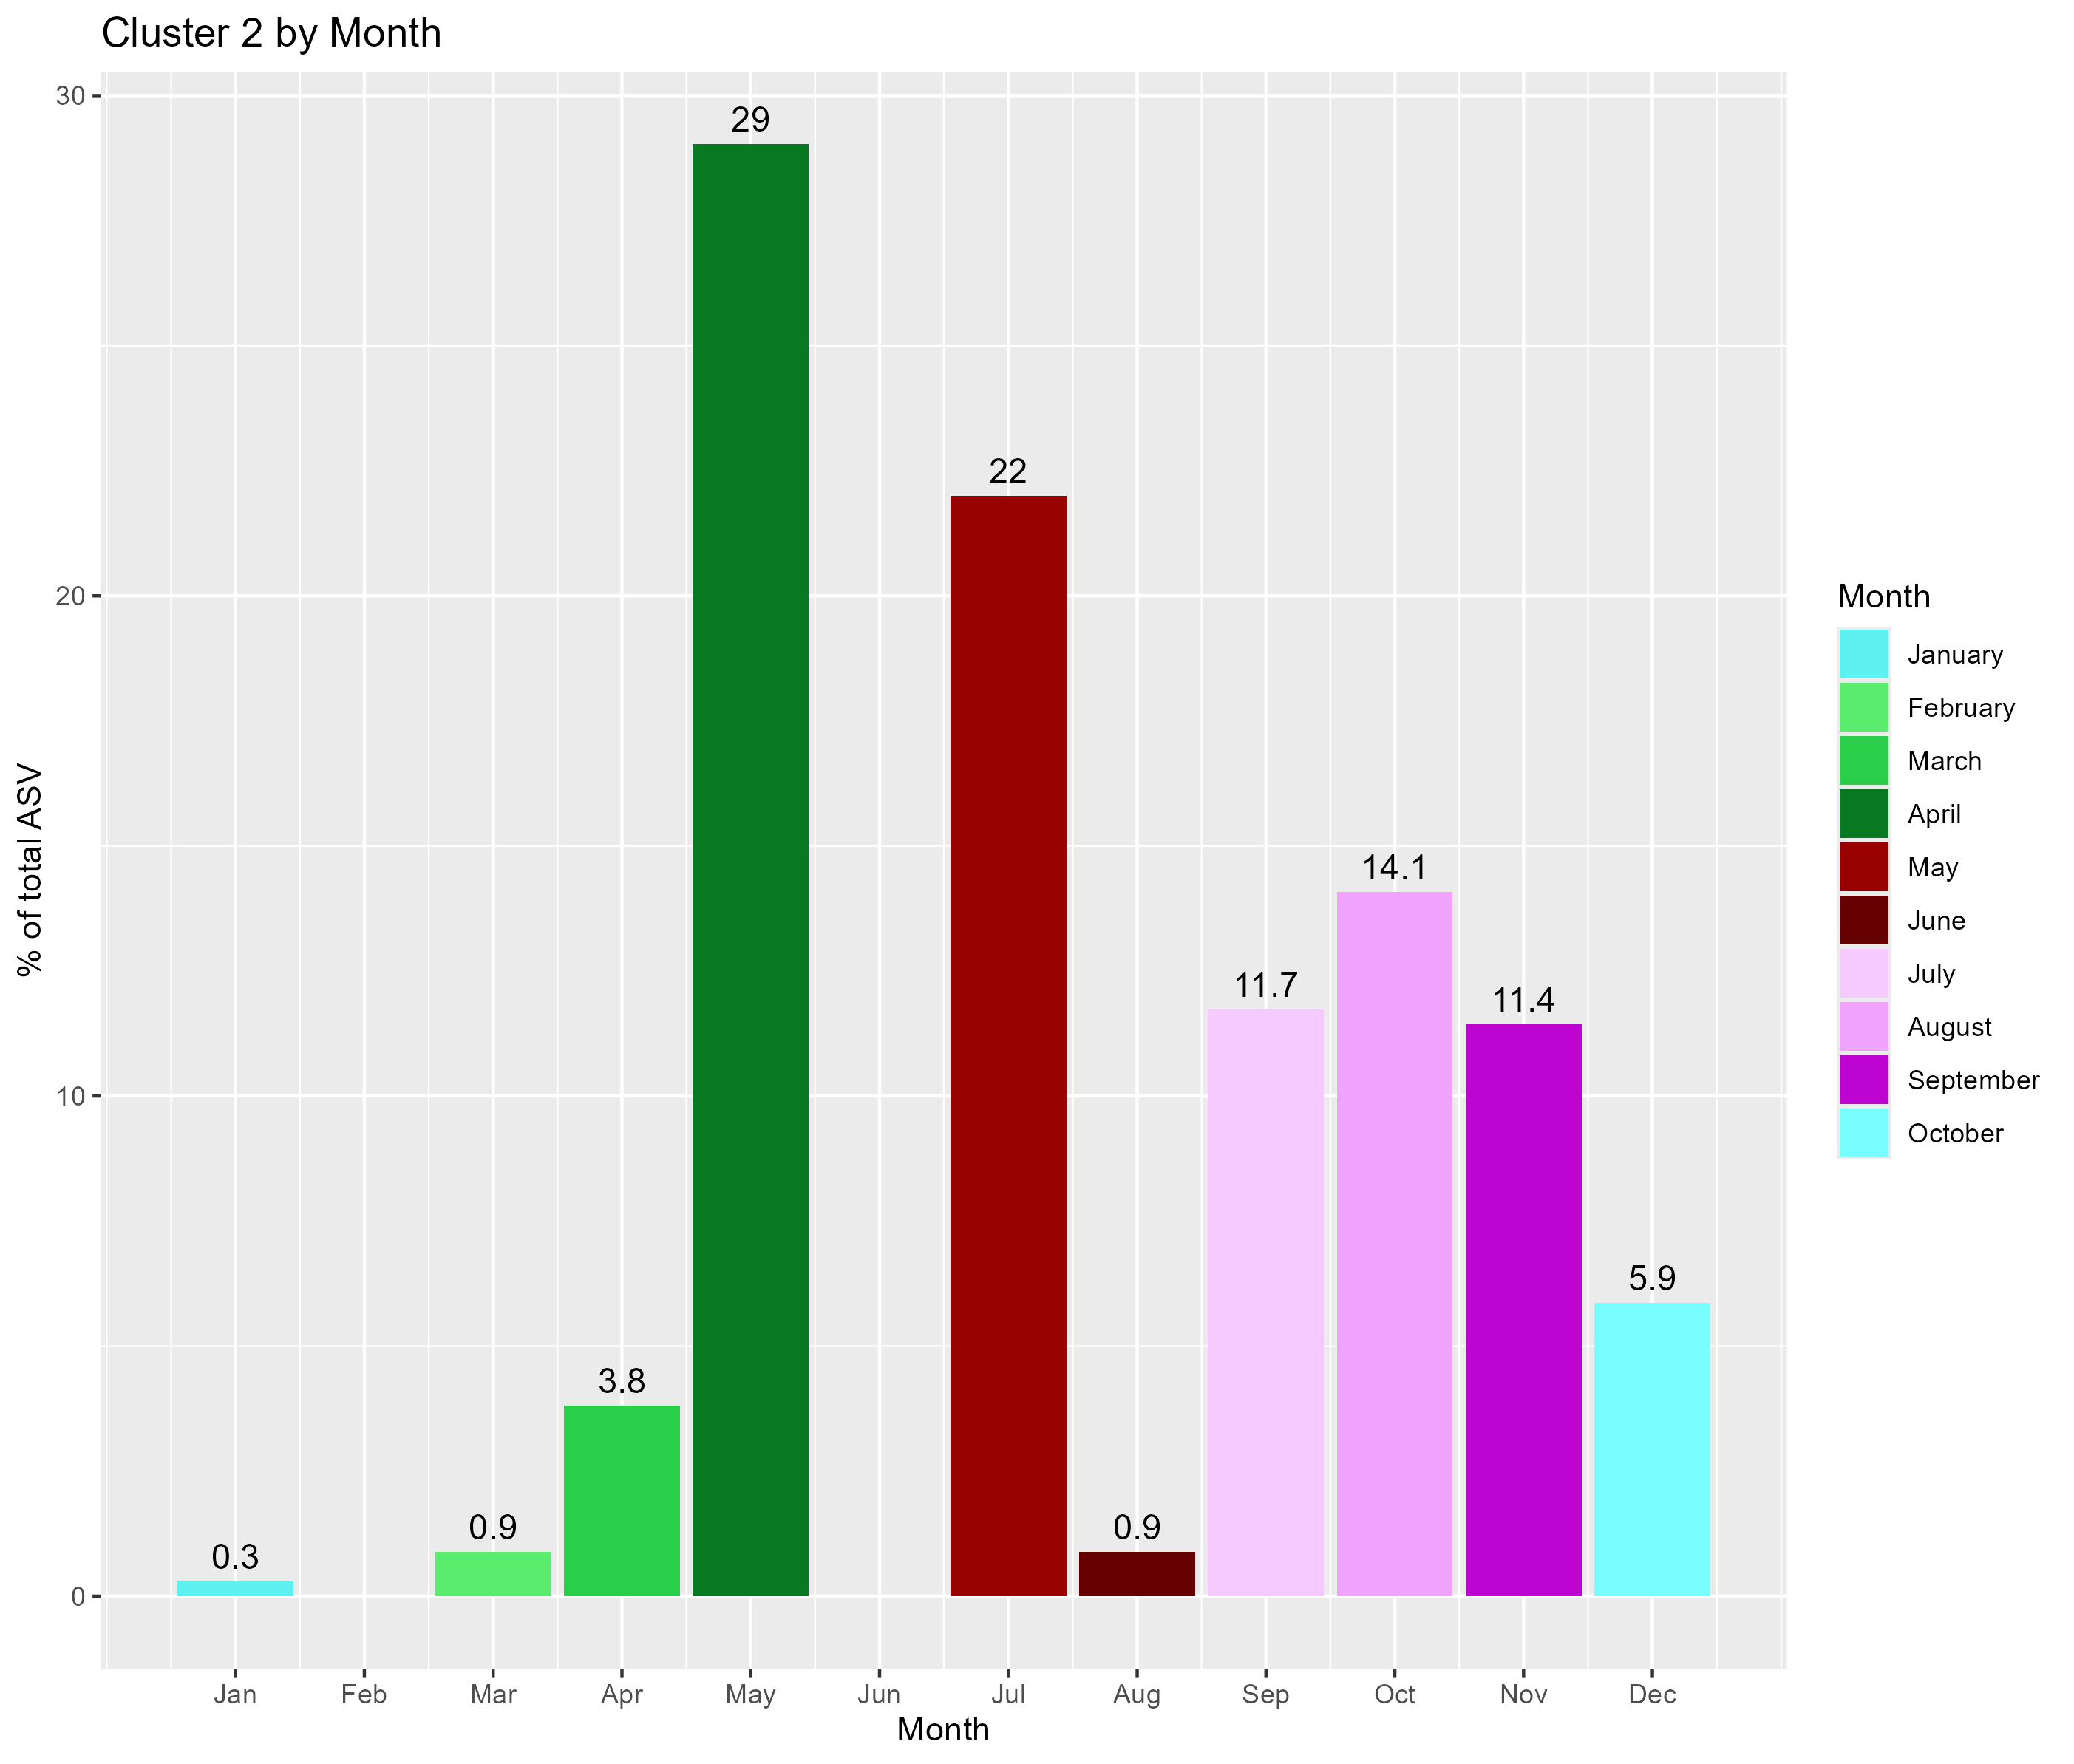 Cluster 2 by Month
30
20
10
0
% of total ASV
0.3
0.9
3.8
29
22
0.9
11.7
14.1
11.4
5.9
Jan
Feb
Mar
Apr
May
Jun
Jul
Aug
Sep
Oct
Nov
Dec
Month
Month
January
February
March
April
May
June
July
August
September
October